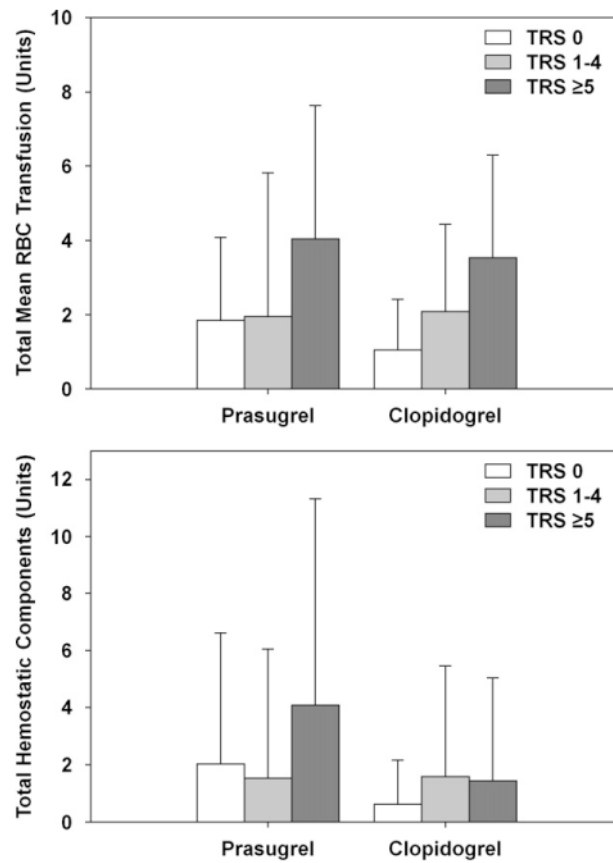 Total Mean RBC Transfusion (Units)
10
8
6
4
2
0
TRS 0
TRS 1-4
TRS ≥5
Prasugrel
Clopidogrel
Total Hemostatic Components (Units)
12
10
8
6
4
2
0
TRS 0
TRS 1-4
TRS ≥5
Prasugrel
Clopidogrel